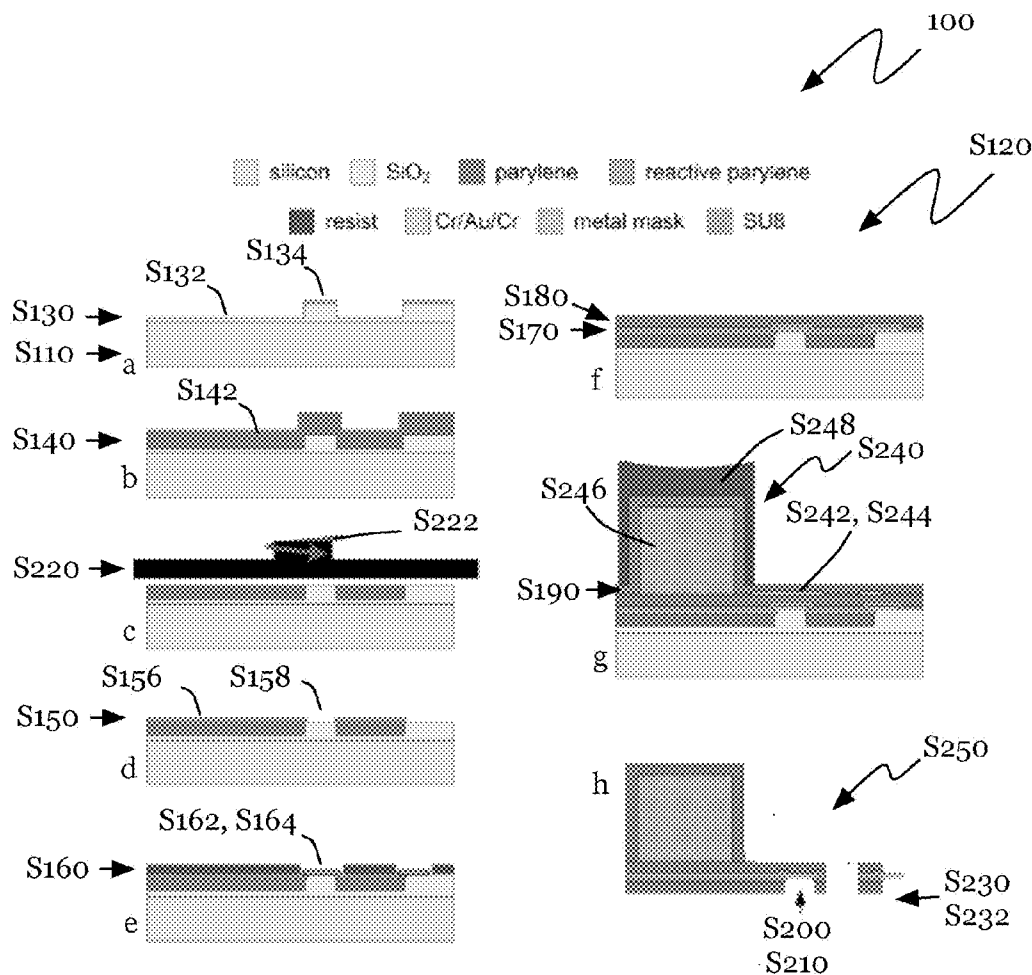 100
S120
silicon SiO₂ parylene reactive parylene
resist Cr/Au/Cr metal mask SU8
S134
S132
S130
S110
a
S142
S140
b
S222
S220
c
S156 S158
S150
d
S162, S164
S160
e
S180
S170
f
S248
S240
S246
S242, S244
S190
g
S250
h
S230
S232
S200
S210